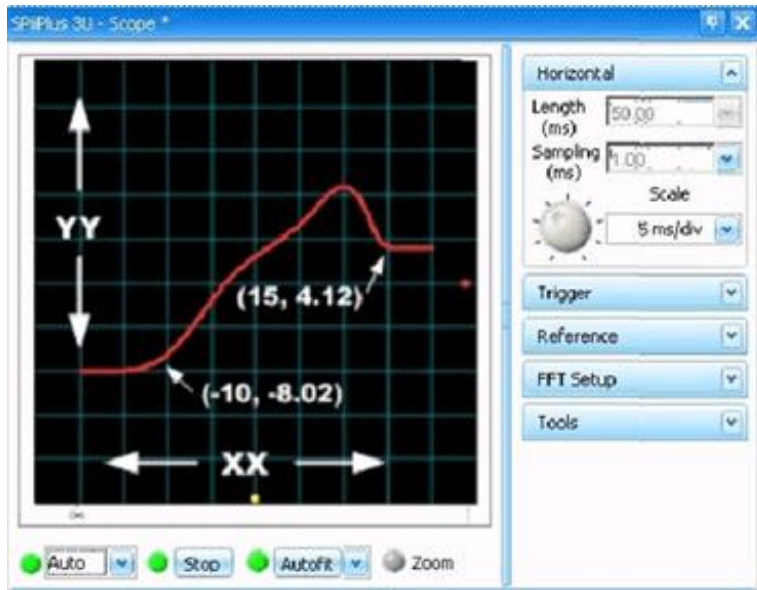 SPiiPlus 3U - Scope *
Horizontal
Length
(ms)
50.00
Sampling
(ms)
1.00
Scale
5 ms/div
Trigger
Reference
FFT Setup
Tools
YY
(15, 4.12)
(-10, -8.02)
XX
Auto
Stop
Autofit
Zoom